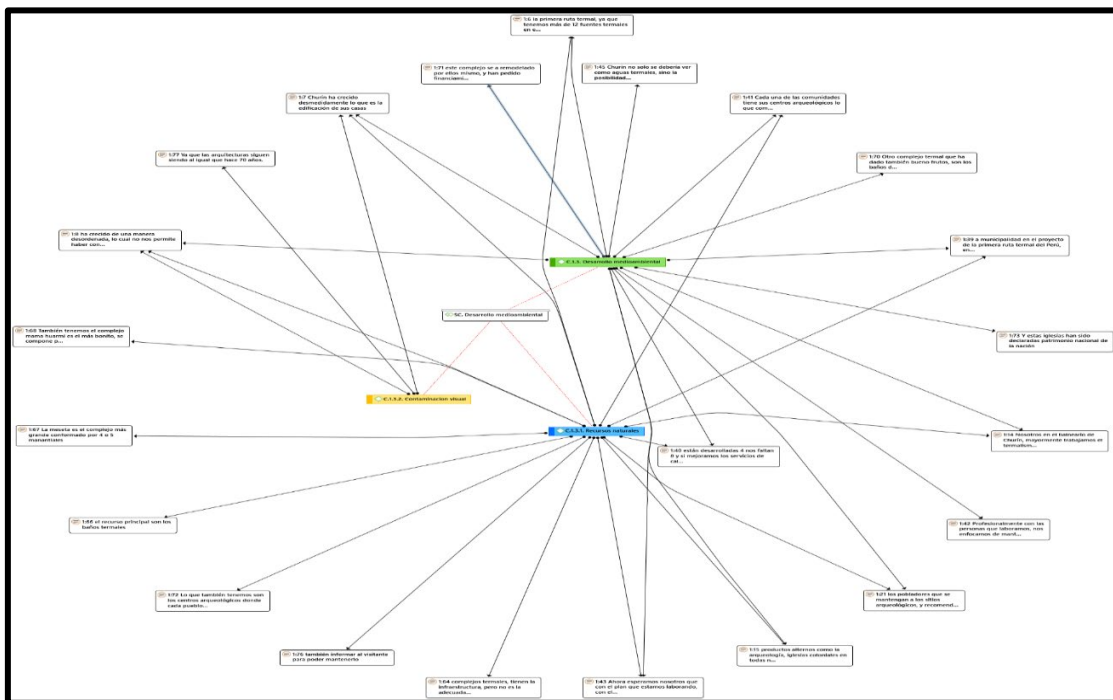 1:6 la primera ruta termal, ya que
tenemos más de 12 fuentes termales
en e...
1:71 este complejo se a remodelado
por ellos mismo, y han pedido
financiami...
1:45 Churín no solo se debería ver
como aguas termales, sino la
posibilidad...
1:7 Churín ha crecido
desmedidamente lo que es la
edificación de sus casas
1:41 Cada una de las comunidades
tiene sus centros arqueológicos lo
que com...
1:77 Ya que las arquitecturas siguen
siendo al igual que hace 70 años.
1:70 Otro complejo termal que ha
dado también bueno frutos, son los
baños d...
1:8 ha crecido de una manera
desordenada, lo cual no nos permite
haber con...
1:39 a municipalidad en el proyecto
de la primera ruta termal del Perú,
en...
C.1.3. Desarrollo medioambiental
SC. Desarrollo medioambiental
1:68 También tenemos el complejo
mama huarmi es el más bonito, se
compone p...
1:73 Y estas iglesias han sido
declaradas patrimonio nacional de
la nación
C.1.3.2. Contaminacion visual
1:67 La meseta es el complejo más
grande conformado por 4 o 5
manantiales
C.1.3.1. Recursos naturales
1:14 Nosotros en el balneario de
Churín, mayormente trabajamos el
termalism...
1:40 están desarrolladas 4 nos faltan
8 y si mejoramos los servicios de
cal...
1:66 el recurso principal son los
baños termales
1:42 Profesionalmente con las
personas que laboramos, nos
enfocamos de mant...
1:72 Lo que también tenemos son
los centros arqueológicos donde
cada pueblo...
1:21 los pobladores que se
mantengan a los sitios
arqueológicos, y recomend...
1:76 también informar al visitante
para poder mantenerlo
1:15 productos alternos como la
arqueología, iglesias coloniales en
todas n...
1:64 complejos termales, tienen la
infraestructura, pero no es la
adecuada...
1:43 Ahora esperemos nosotros que
con el plan que estamos laborando,
con el...